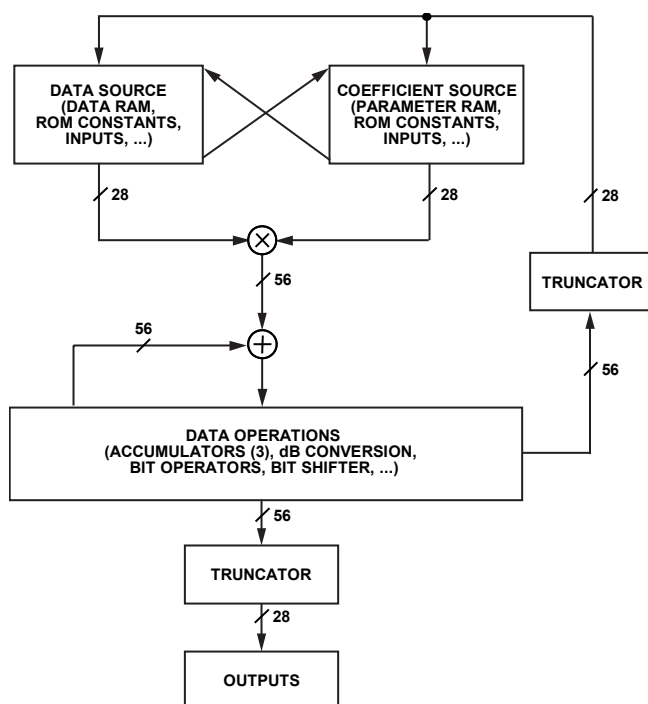 DATA SOURCE
(DATA RAM,
ROM CONSTANTS,
INPUTS, ...)
COEFFICIENT SOURCE
(PARAMETER RAM,
ROM CONSTANTS,
INPUTS, ...)
28
28
28
TRUNCATOR
56
56
56
DATA OPERATIONS
(ACCUMULATORS (3), dB CONVERSION,
BIT OPERATORS, BIT SHIFTER, ...)
56
TRUNCATOR
28
OUTPUTS